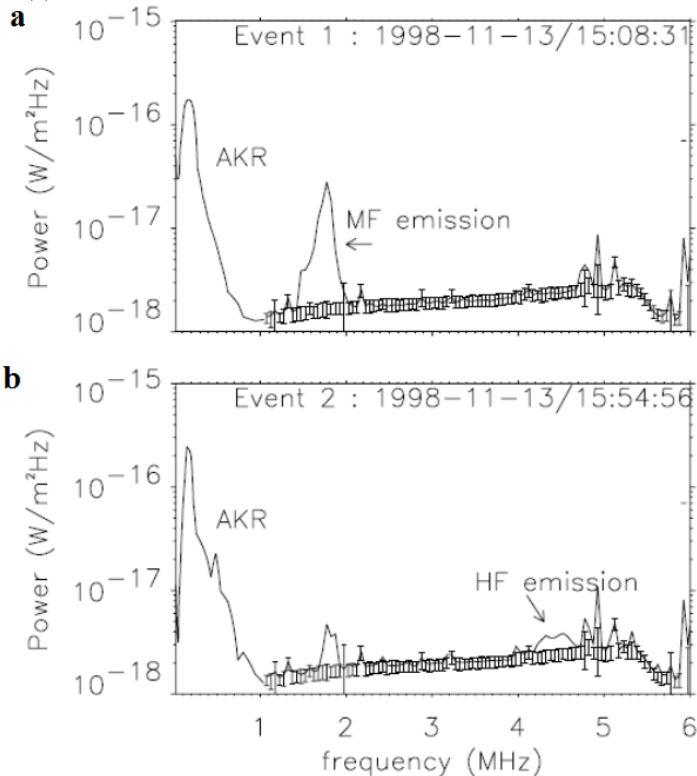 a
10⁻¹⁵
Event 1 : 1998-11-13/15:08:31
10⁻¹⁶
AKR
10⁻¹⁷
MF emission
10⁻¹⁸
Power (W/m²Hz)
b
10⁻¹⁵
Event 2 : 1998-11-13/15:54:56
10⁻¹⁶
AKR
10⁻¹⁷
HF emission
10⁻¹⁸
Power (W/m²Hz)
1 2 3 4 5 6
frequency (MHz)